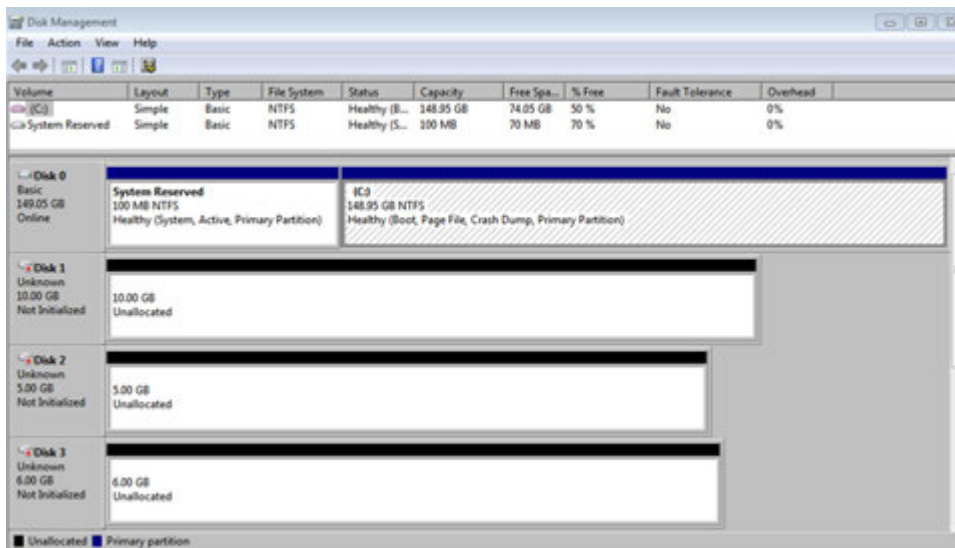 Disk Management
File Action View Help
Volume Layout Type File System Status Capacity Free Spa... % Free Fault Tolerance Overhead
(C:) Simple Basic NTFS Healthy (B... 148.95 GB 74.05 GB 50 % No 0%
System Reserved Simple Basic NTFS Healthy (S... 100 MB 70 MB 70 % No 0%
Disk 0
Basic
149.05 GB
Online
System Reserved
100 MB NTFS
Healthy (System, Active, Primary Partition)
(C:)
148.95 GB NTFS
Healthy (Boot, Page File, Crash Dump, Primary Partition)
Disk 1
Unknown
10.00 GB
Not Initialized
10.00 GB
Unallocated
Disk 2
Unknown
5.00 GB
Not Initialized
5.00 GB
Unallocated
Disk 3
Unknown
6.00 GB
Not Initialized
6.00 GB
Unallocated
Unallocated Primary partition